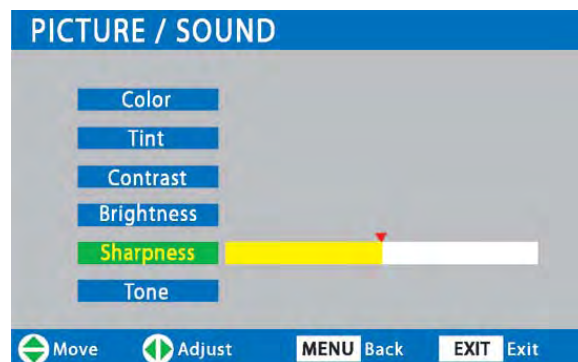 PICTURE / SOUND
Color
Tint
Contrast
Brightness
Sharpness
Tone
Move Adjust MENU Back EXIT Exit